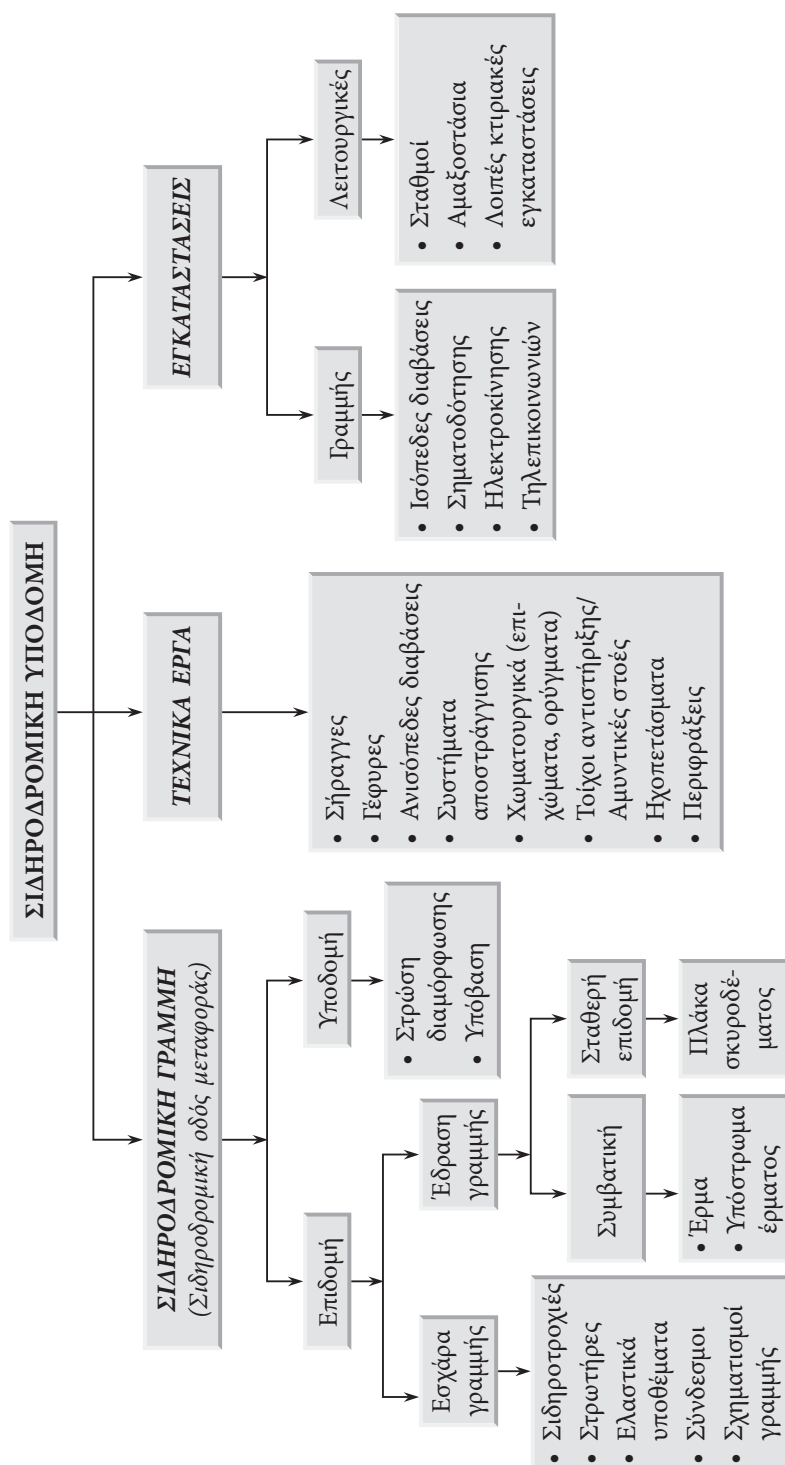 ΣΙΔΗΡΟΔΡΟΜΙΚΗ ΥΠΟΔΟΜΗ
ΣΙΔΗΡΟΔΡΟΜΙΚΗ ΓΡΑΜΜΗ
(Σιδηροδρομική οδός μεταφοράς)
Επιδομή
Υποδομή
Εσχάρα
γραμμής
Έδραση
γραμμής
• Στρώση
διαμόρφωσης
• Υπόβαση
• Σιδηροτροχιές
• Στρωτήρες
• Ελαστικά
υποθέματα
• Σύνδεσμοι
• Σχηματισμοί
γραμμής
Συμβατική
Σταθερή
επιδομή
• Έρμα
• Υπόστρωμα
έρματος
Πλάκα
σκυροδέ-
ματος
ΤΕΧΝΙΚΑ ΕΡΓΑ
• Σήραγγες
• Γέφυρες
• Ανισόπεδες διαβάσεις
• Συστήματα
αποστράγγισης
• Χωματουργικά (επι-
χώματα, ορύγματα)
• Τοίχοι αντιστήριξης/
Αμυντικές στοές
• Ηχοπετάσματα
• Περιφράξεις
ΕΓΚΑΤΑΣΤΑΣΕΙΣ
Γραμμής
Λειτουργικές
• Ισόπεδες διαβάσεις
• Σηματοδότησης
• Ηλεκτροκίνησης
• Τηλεπικοινωνιών
• Σταθμοί
• Αμαξοστάσια
• Λοιπές κτιριακές
εγκαταστάσεις